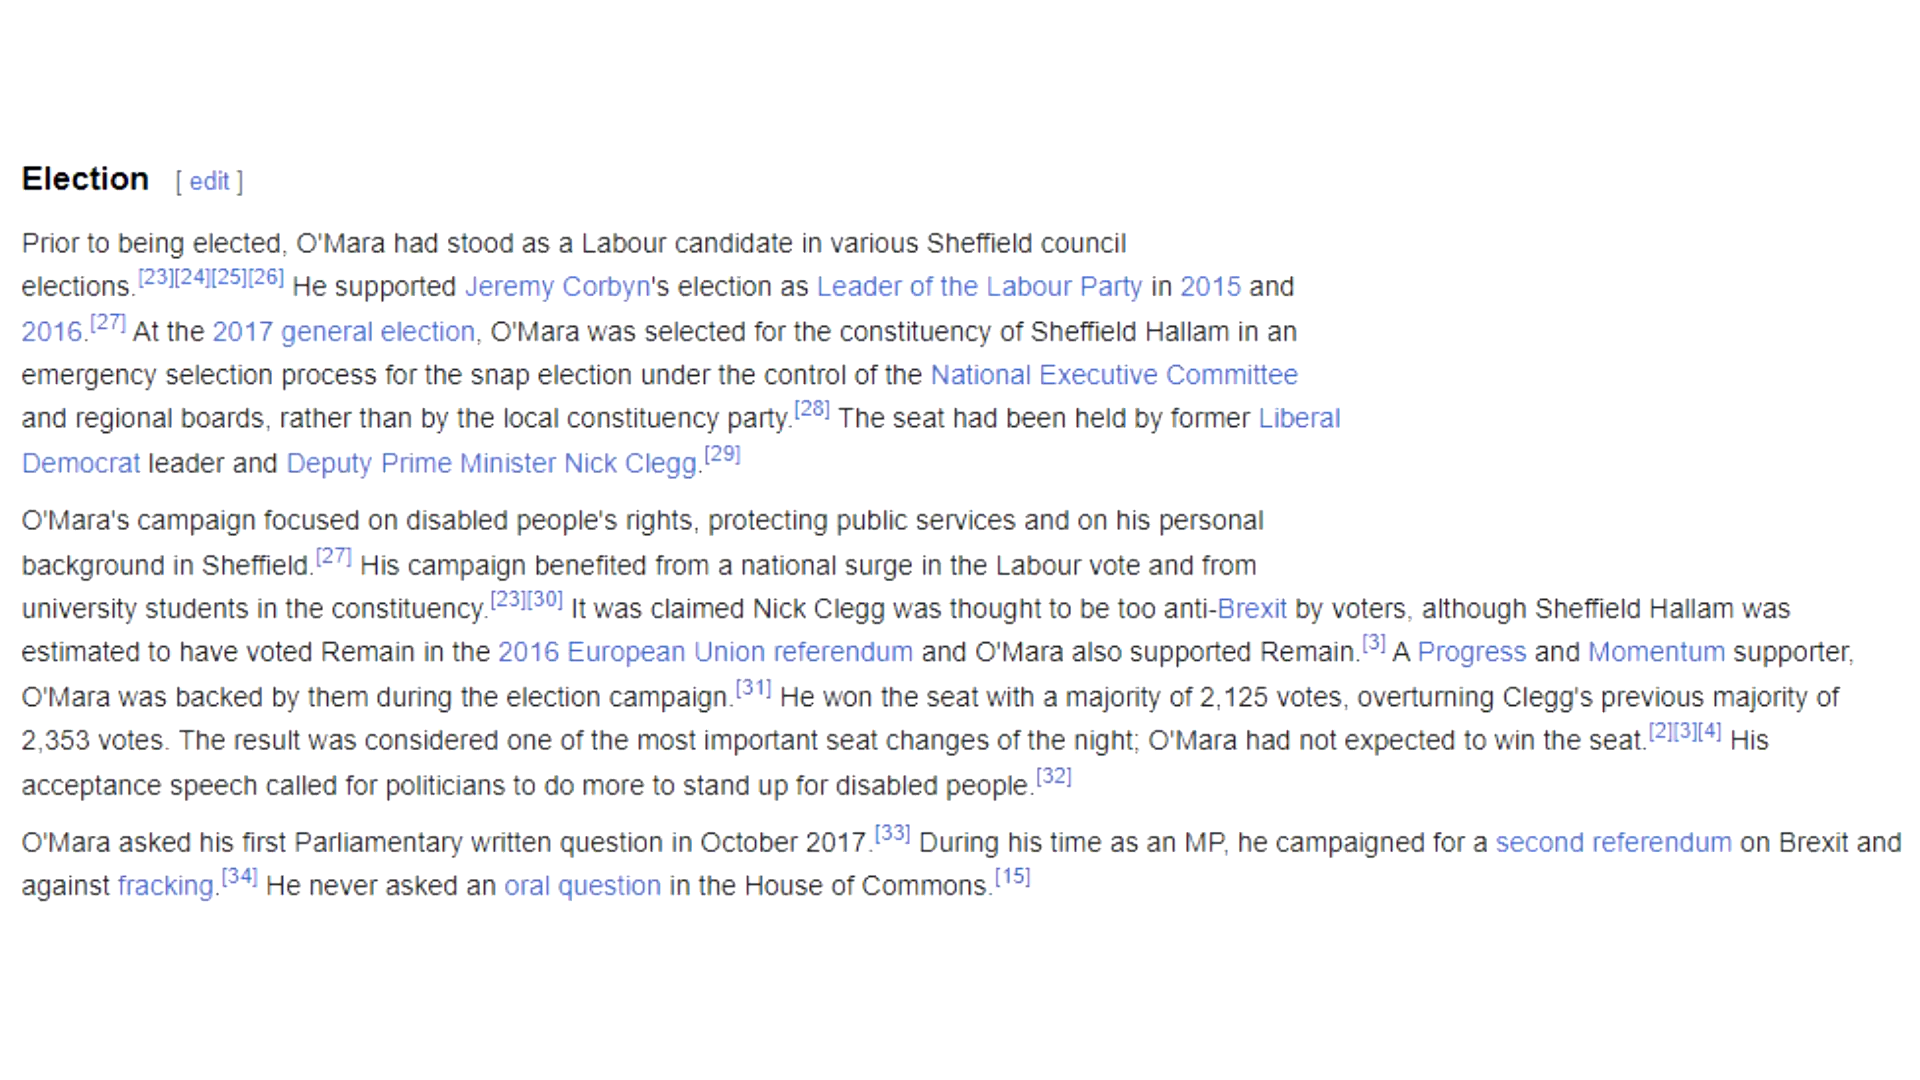 Election [ edit ]
Prior to being elected, O'Mara had stood as a Labour candidate in various Sheffield council
elections.[23][24][25][26] He supported Jeremy Corbyn's election as Leader of the Labour Party in 2015 and
2016.[27] At the 2017 general election, O'Mara was selected for the constituency of Sheffield Hallam in an
emergency selection process for the snap election under the control of the National Executive Committee
and regional boards, rather than by the local constituency party.[28] The seat had been held by former Liberal
Democrat leader and Deputy Prime Minister Nick Clegg.[29]
O'Mara's campaign focused on disabled people's rights, protecting public services and on his personal
background in Sheffield.[27] His campaign benefited from a national surge in the Labour vote and from
university students in the constituency.[23][30] It was claimed Nick Clegg was thought to be too anti-Brexit by voters, although Sheffield Hallam was
estimated to have voted Remain in the 2016 European Union referendum and O'Mara also supported Remain.[3] A Progress and Momentum supporter,
O'Mara was backed by them during the election campaign.[31] He won the seat with a majority of 2,125 votes, overturning Clegg's previous majority of
2,353 votes. The result was considered one of the most important seat changes of the night; O'Mara had not expected to win the seat.[2][3][4] His
acceptance speech called for politicians to do more to stand up for disabled people.[32]
O'Mara asked his first Parliamentary written question in October 2017.[33] During his time as an MP, he campaigned for a second referendum on Brexit and
against fracking.[34] He never asked an oral question in the House of Commons.[15]